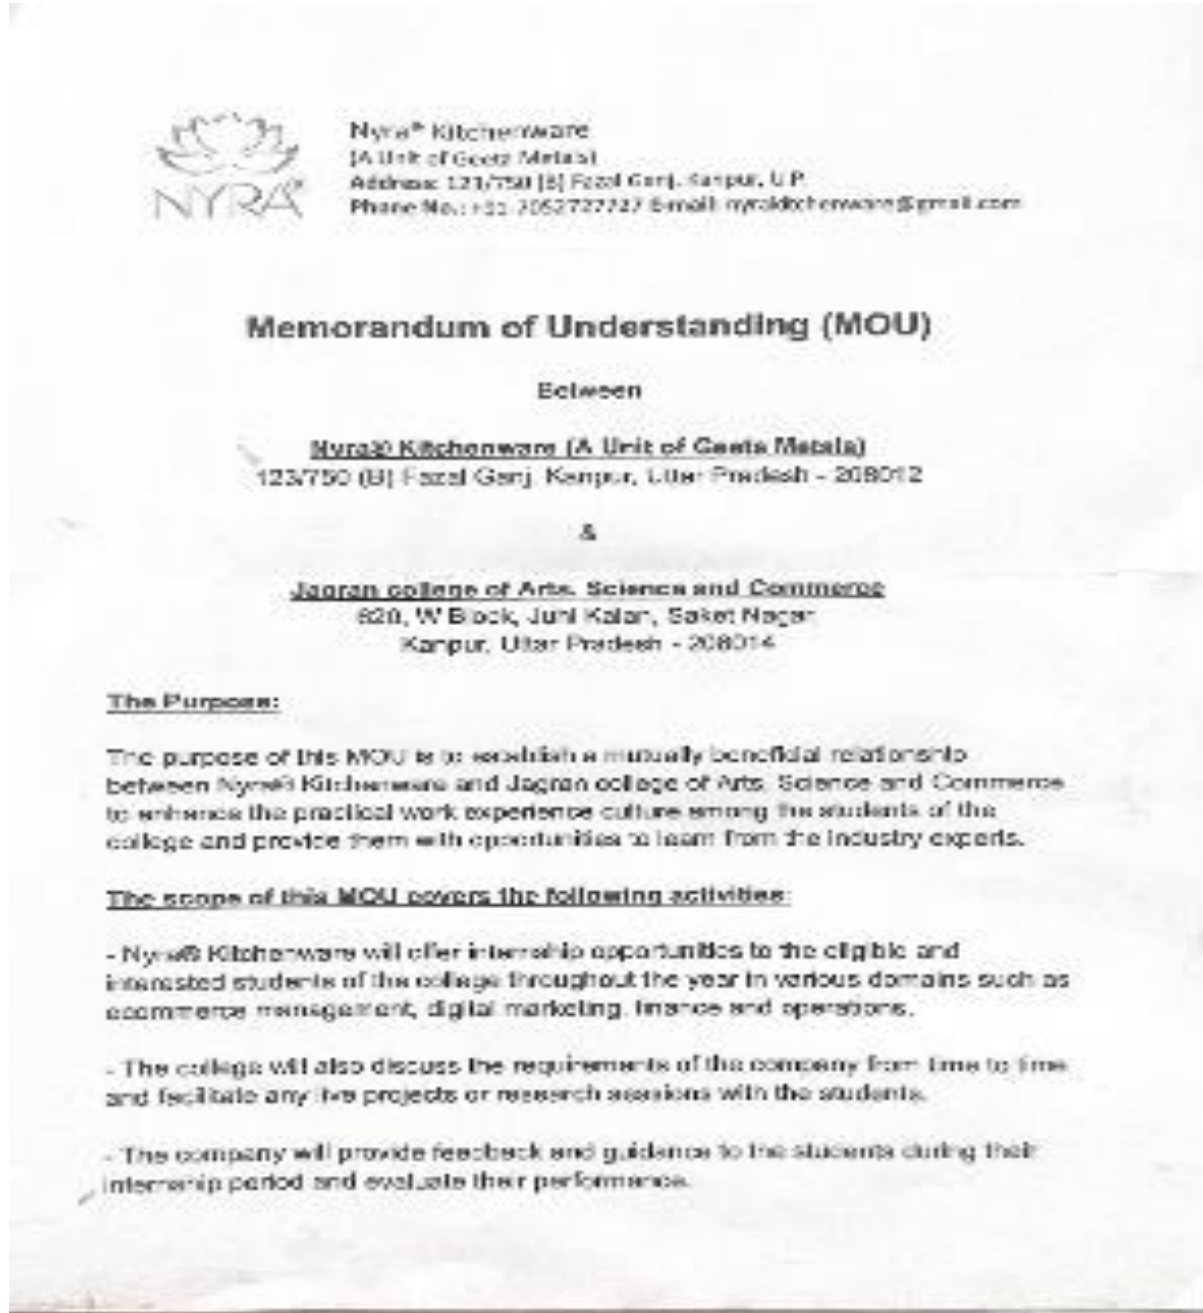 NYRA®
Nyra® Kitchenware
(A Unit of Geeta Metals)
Address: 123/750 (B) Fazal Ganj, Kanpur, U.P.
Phone No.: E-mail: nyrakitchenware@gmail.com
Memorandum of Understanding (MOU)
Between
Nyra® Kitchenware (A Unit of Geeta Metals)
123/750 (B) Fazal Ganj, Kanpur, Uttar Pradesh - 208012
&
Jagran college of Arts, Science and Commerce
620, W Block, Juhi Kalan, Saket Nagar,
Kanpur, Uttar Pradesh - 208014
The Purpose:
The purpose of this MOU is to establish a mutually beneficial relationship
between Nyra® Kitchenware and Jagran college of Arts, Science and Commerce
to enhance the practical work experience culture among the students of the
college and provide them with opportunities to learn from the industry experts.
The scope of this MOU covers the following activities:
- Nyra® Kitchenware will offer internship opportunities to the eligible and
interested students of the college throughout the year in various domains such as
ecommerce management, digital marketing, finance and operations.
- The college will also discuss the requirements of the company from time to time
and facilitate any live projects or research sessions with the students.
- The company will provide feedback and guidance to the students during their
internship period and evaluate their performance.